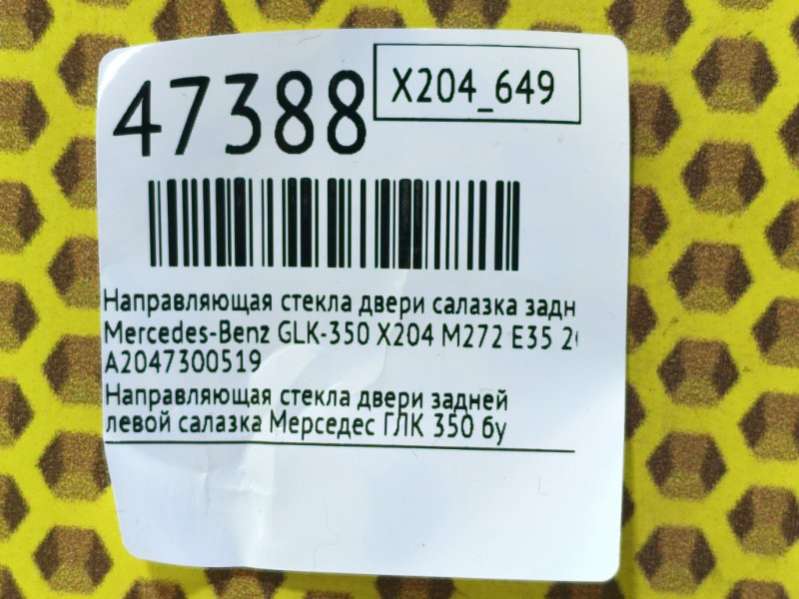 47388
X204_649
Направляющая стекла двери салазка задн
Mercedes-Benz GLK-350 X204 M272 E35
A2047300519
Направляющая стекла двери задней
левой салазка Мерседес ГЛК 350 бу